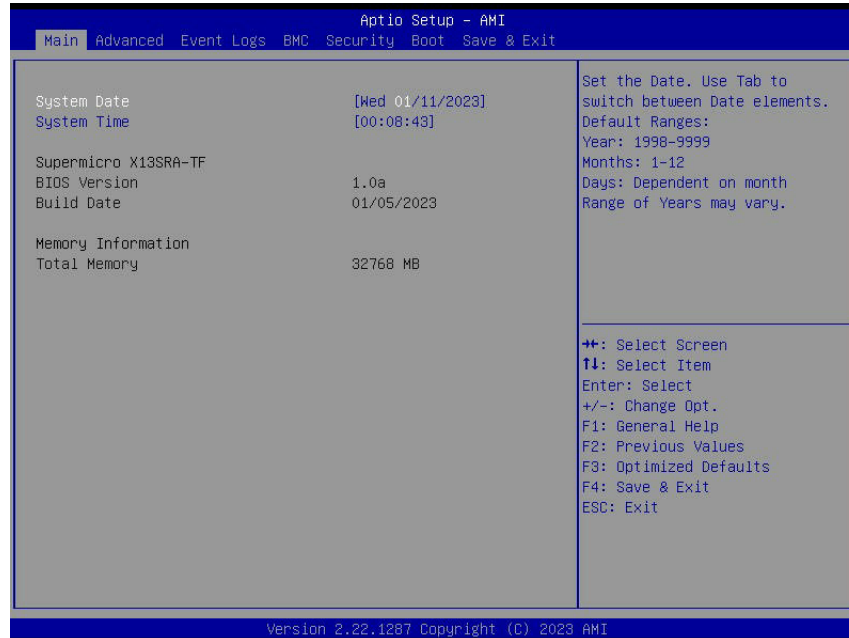 Aptio Setup – AMI
Main Advanced Event Logs BMC Security Boot Save & Exit
System Date [Wed 01/11/2023]
System Time [00:08:43]
Supermicro X13SRA-TF
BIOS Version 1.0a
Build Date 01/05/2023
Memory Information
Total Memory 32768 MB
Set the Date. Use Tab to
switch between Date elements.
Default Ranges:
Year: 1998-9999
Months: 1-12
Days: Dependent on month
Range of Years may vary.
→←: Select Screen
↑↓: Select Item
Enter: Select
+/-: Change Opt.
F1: General Help
F2: Previous Values
F3: Optimized Defaults
F4: Save & Exit
ESC: Exit
Version 2.22.1287 Copyright (C) 2023 AMI